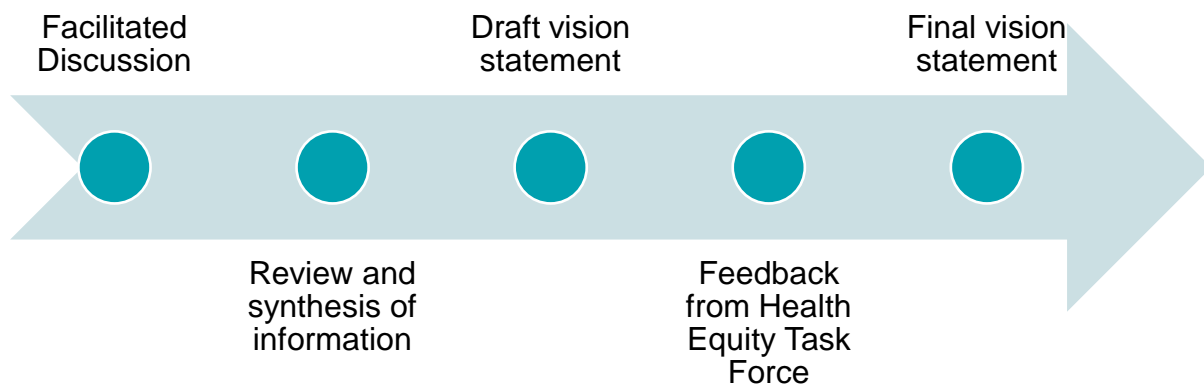 Facilitated
Discussion
Review and
synthesis of
information
Draft vision
statement
Feedback
from Health
Equity Task
Force
Final vision
statement